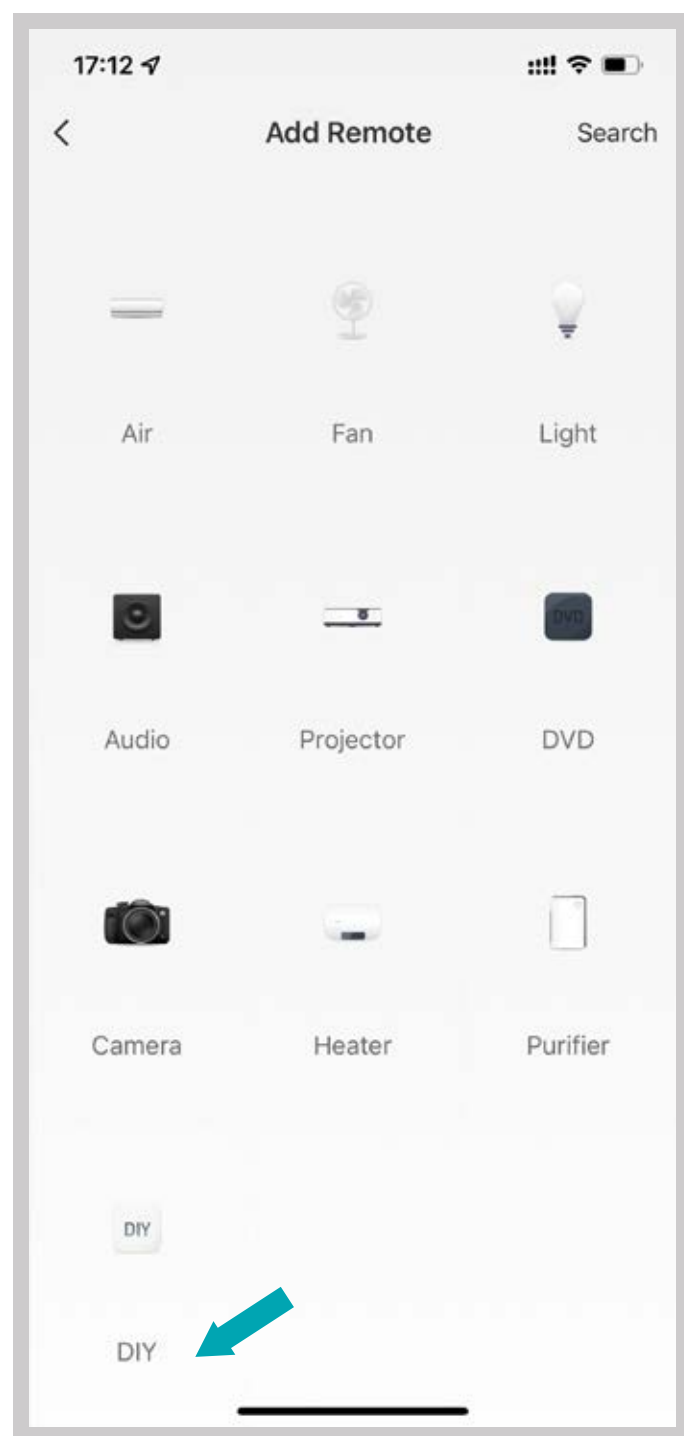 17:12
Add Remote Search
Air Fan Light
DVD
Audio Projector DVD
Camera Heater Purifier
DIY
DIY